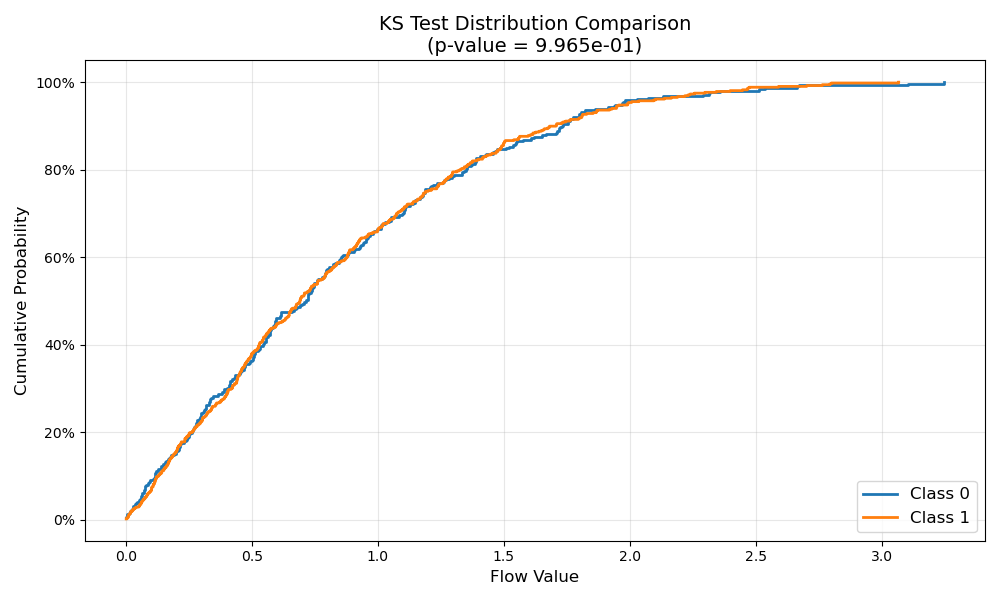 KS Test Distribution Comparison
(p-value = 9.965e-01)
Cumulative Probability
100%
80%
60%
40%
20%
0%
0.0 0.5 1.0 1.5 2.0 2.5 3.0
Flow Value
Class 0
Class 1